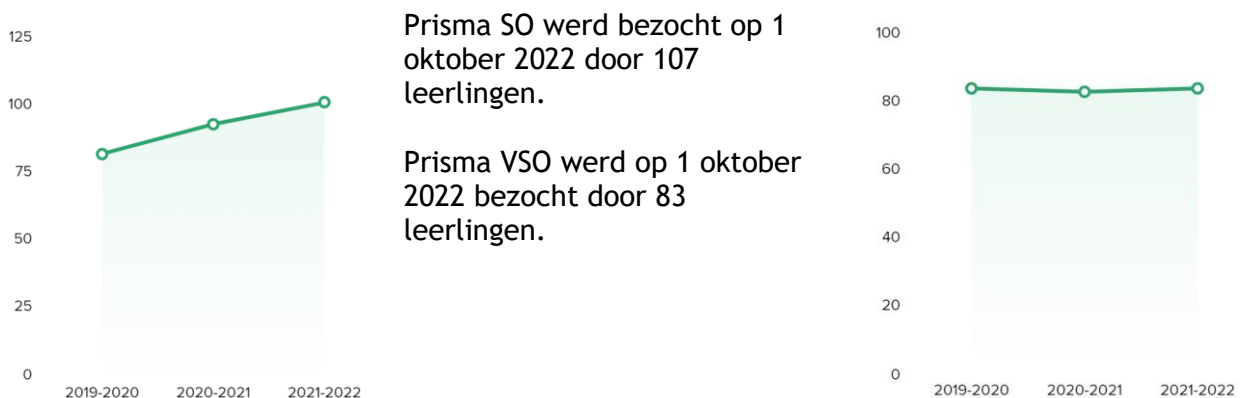 125
100
75
50
25
0
2019-2020 2020-2021 2021-2022
Prisma SO werd bezocht op 1
oktober 2022 door 107
leerlingen.
Prisma VSO werd op 1 oktober
2022 bezocht door 83
leerlingen.
100
80
60
40
20
0
2019-2020 2020-2021 2021-2022